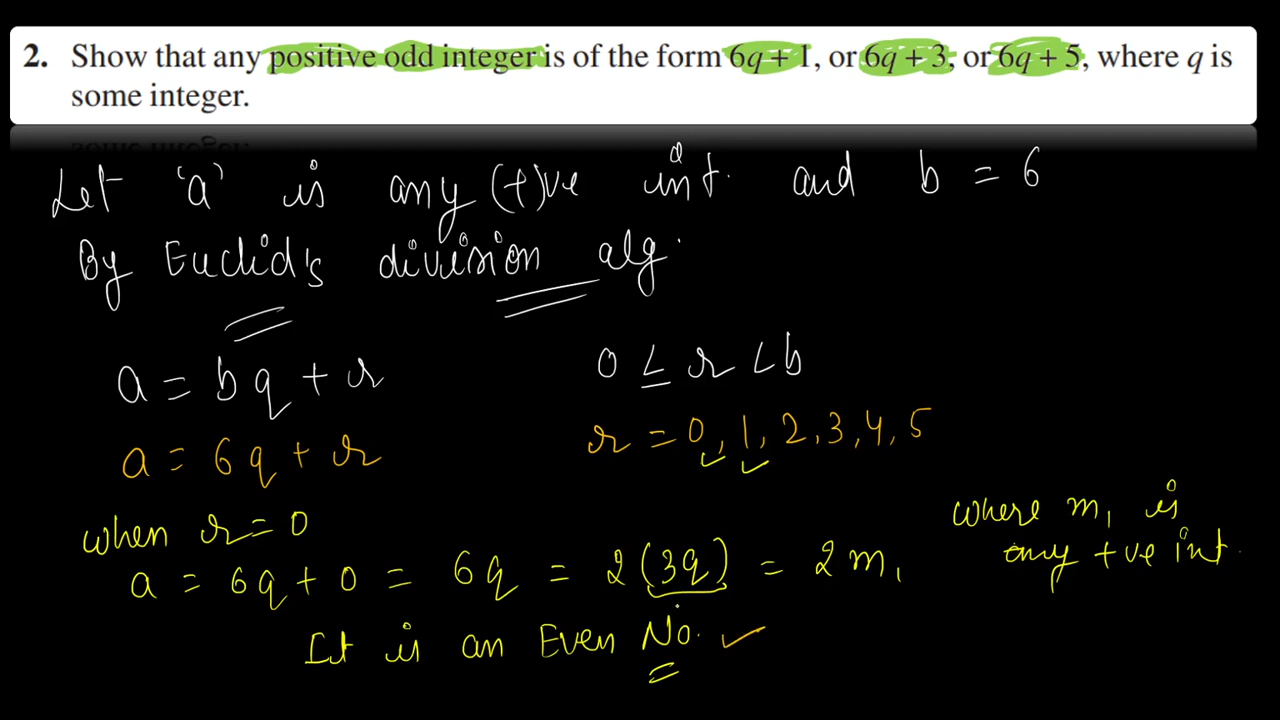 2. Show that any positive odd integer is of the form 6q + 1, or 6q + 3, or 6q + 5, where q is
some integer.
Let 'a' is any (+)ve int. and b = 6
By Euclid's division alg.
a = bq + r 0 ≤ r < b
a = 6q + r r = 0, 1, 2, 3, 4, 5
when r = 0
where m₁ is
any +ve int.
a = 6q + 0 = 6q = 2 (3q) = 2m₁
It is an Even No.